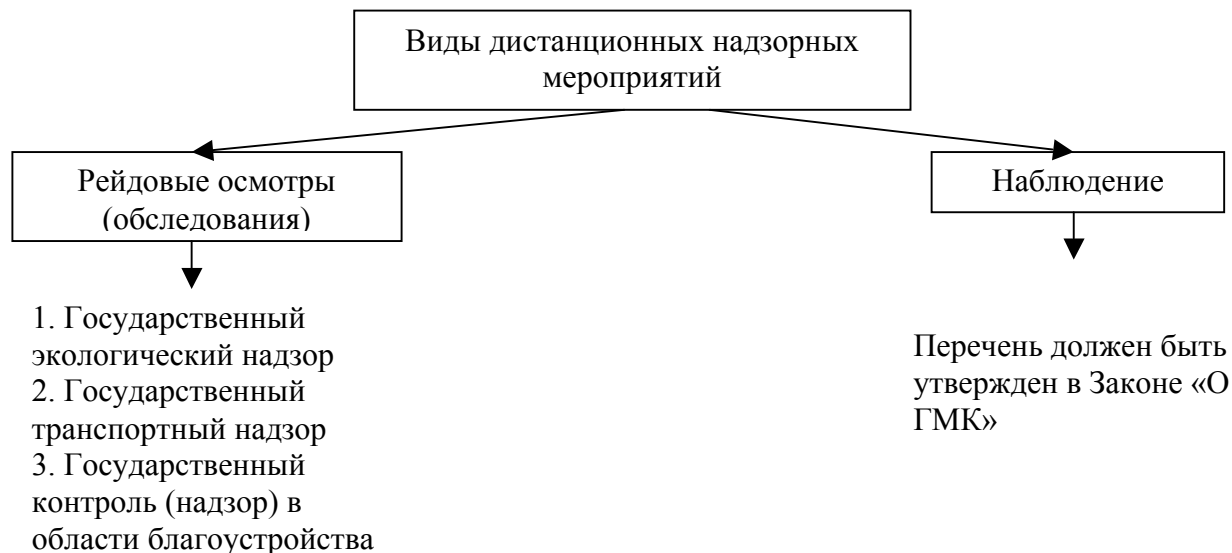 Виды дистанционных надзорных
мероприятий
Рейдовые осмотры
(обследования)
Наблюдение
1. Государственный
экологический надзор
2. Государственный
транспортный надзор
3. Государственный
контроль (надзор) в
области благоустройства
Перечень должен быть
утвержден в Законе «О
ГМК»